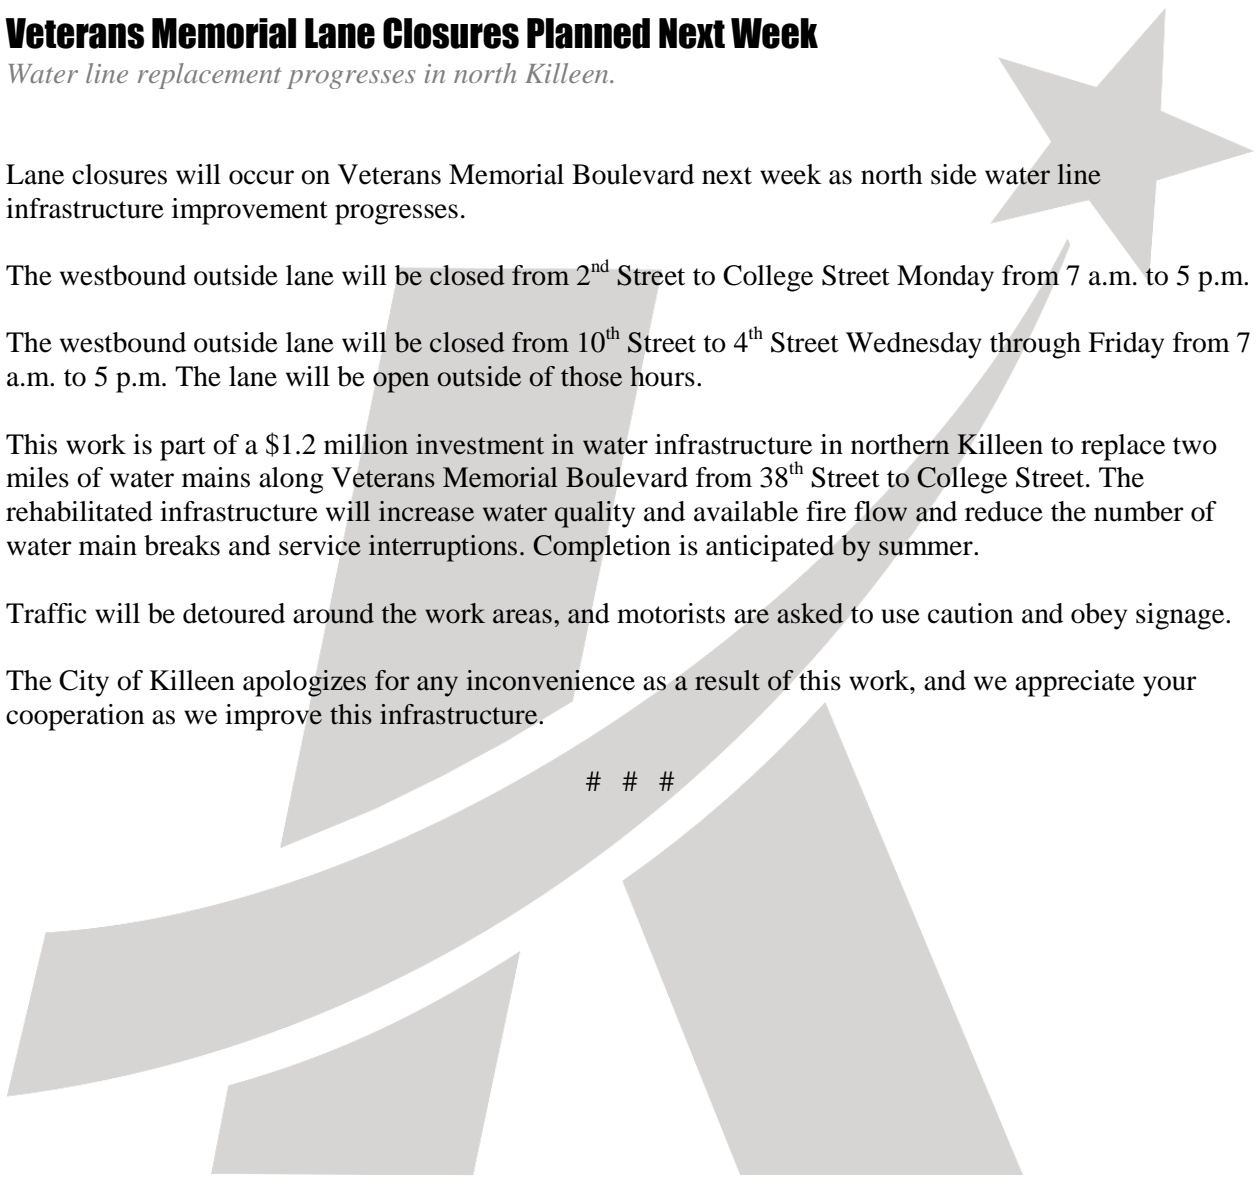 Veterans Memorial Lane Closures Planned Next Week
Water line replacement progresses in north Killeen.
Lane closures will occur on Veterans Memorial Boulevard next week as north side water line
infrastructure improvement progresses.
The westbound outside lane will be closed from 2nd Street to College Street Monday from 7 a.m. to 5 p.m.
The westbound outside lane will be closed from 10th Street to 4th Street Wednesday through Friday from 7
a.m. to 5 p.m. The lane will be open outside of those hours.
This work is part of a $1.2 million investment in water infrastructure in northern Killeen to replace two
miles of water mains along Veterans Memorial Boulevard from 38th Street to College Street. The
rehabilitated infrastructure will increase water quality and available fire flow and reduce the number of
water main breaks and service interruptions. Completion is anticipated by summer.
Traffic will be detoured around the work areas, and motorists are asked to use caution and obey signage.
The City of Killeen apologizes for any inconvenience as a result of this work, and we appreciate your
cooperation as we improve this infrastructure.
# # #